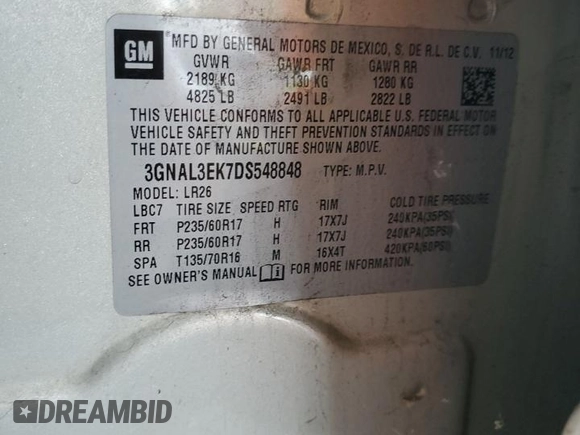 GM
MFD BY GENERAL MOTORS DE MEXICO, S. DE R.L. DE C.V. 11/12
GVWR GAWR FRT GAWR RR
2189 KG 1130 KG 1280 KG
4825 LB 2491 LB 2822 LB
THIS VEHICLE CONFORMS TO ALL APPLICABLE U.S. FEDERAL MOTOR
VEHICLE SAFETY AND THEFT PREVENTION STANDARDS IN EFFECT ON
THE DATE OF MANUFACTURE SHOWN ABOVE.
3GNAL3EK7DS548848 TYPE: M.P.V.
MODEL: LR26
LBC7 TIRE SIZE SPEED RTG RIM COLD TIRE PRESSURE
FRT P235/60R17 H 17X7J 240KPA(35PSI)
RR P235/60R17 H 17X7J 240KPA(35PSI)
SPA T135/70R16 M 16X4T 420KPA(60PSI)
SEE OWNER'S MANUAL FOR MORE INFORMATION.
DREAMBID